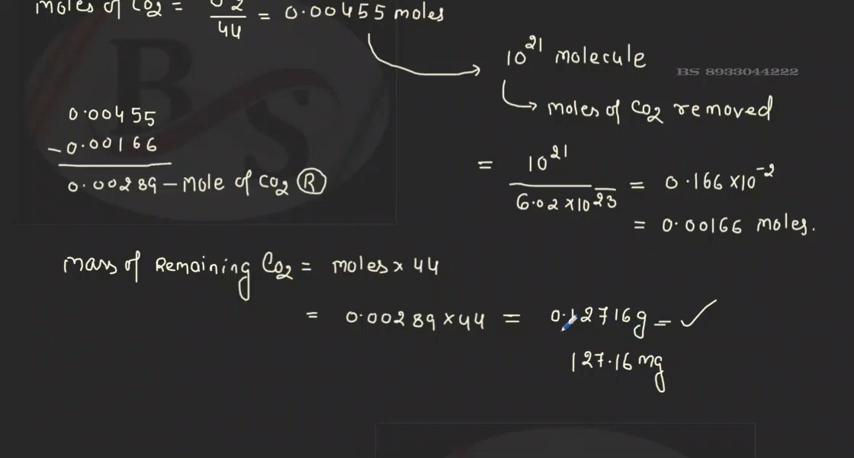 moles of CO2 = 0.2/44 = 0.00455 moles
10^21 molecule
BS 8933044222
moles of CO2 removed
0.00455
-0.00166
0.00289 - Mole of CO2 (R)
= 10^21 / 6.02 × 10^23 = 0.166 × 10^-2
= 0.00166 moles.
mass of Remaining CO2 = moles × 44
= 0.00289 × 44 = 0.12716g = ✓
127.16 mg